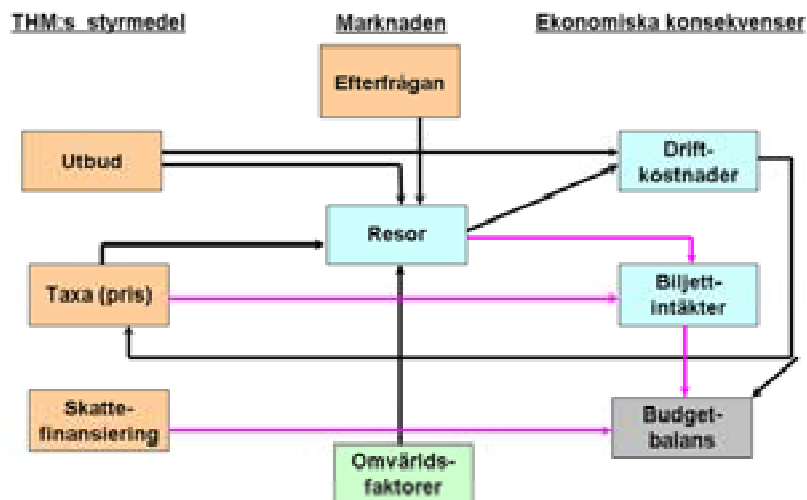 THM:s styrmedel
Marknaden
Ekonomiska konsekvenser
Efterfrågan
Utbud
Drift-
kostnader
Resor
Taxa (pris)
Biljett-
intäkter
Skatte-
finansiering
Budget-
balans
Omvärlds-
faktorer